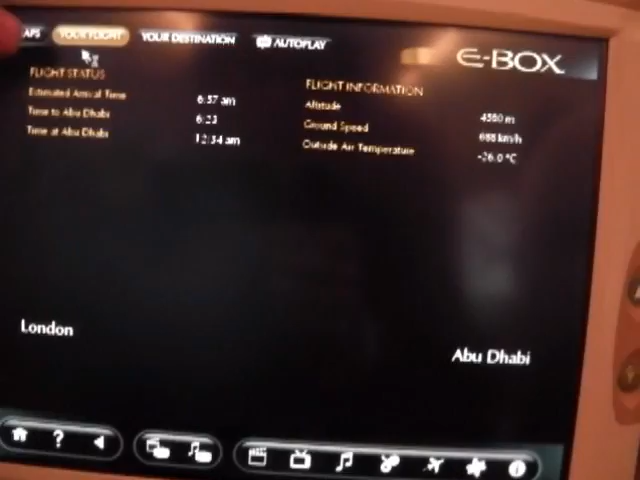 APS YOUR FLIGHT YOUR DESTINATION AUTOPLAY
E-BOX
FLIGHT STATUS
Estimated Arrival Time 6:57 am
Time to Abu Dhabi 6:23
Time at Abu Dhabi 12:34 am
FLIGHT INFORMATION
Altitude 4580 m
Ground Speed 688 km/h
Outside Air Temperature -26.0 °C
London
Abu Dhabi
?